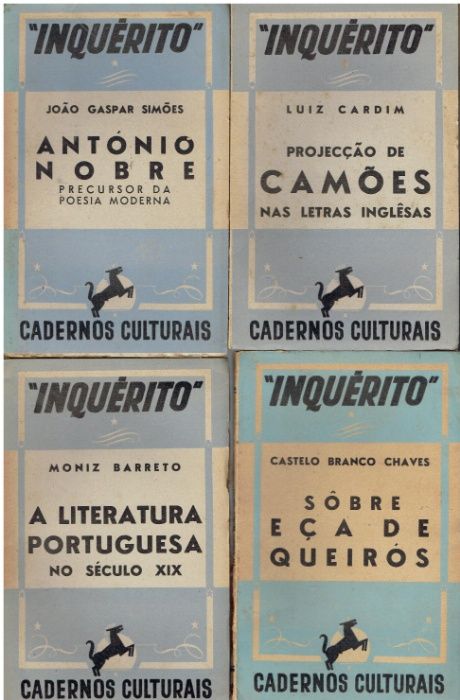 "INQUÉRITO"
JOÃO GASPAR SIMÕES
ANTÓNIO
NOBRE
PRECURSOR DA
POESIA MODERNA
CADERNOS CULTURAIS
"INQUÉRITO"
LUIZ CARDIM
PROJECÇÃO DE
CAMÕES
NAS LETRAS INGLÊSAS
CADERNOS CULTURAIS
"INQUÉRITO"
MONIZ BARRETO
A LITERATURA
PORTUGUESA
NO SÉCULO XIX
CADERNOS CULTURAIS
"INQUÉRITO"
CASTELO BRANCO CHAVES
SÔBRE
EÇA DE
QUEIRÓS
CADERNOS CULTURAIS